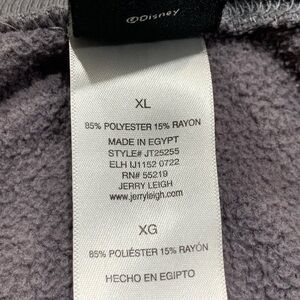 ©Disney
XL
85% POLYESTER 15% RAYON
MADE IN EGYPT
STYLE# JT25255
ELH IJ1152 0722
RN# 55219
JERRY LEIGH
www.jerryleigh.com
XG
85% POLIÉSTER 15% RAYÓN
HECHO EN EGIPTO